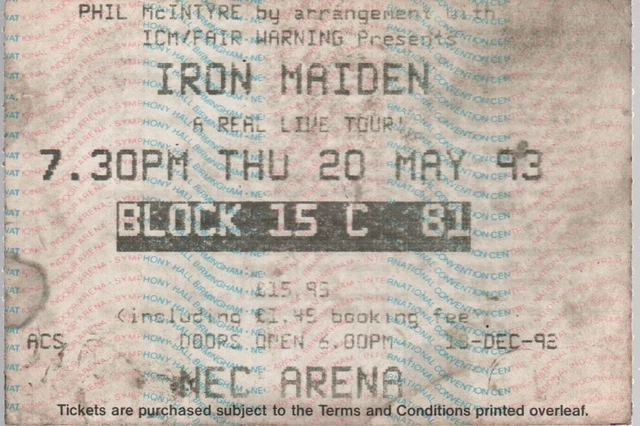 PHIL McINTYRE by arrangement with
ICM/FAIR WARNING Presents
IRON MAIDEN
A REAL LIVE TOUR!
7.30PM THU 20 MAY 93
BLOCK 15 C 81
£15.95
(including £1.45 booking fee
ACS DOORS OPEN 6.00PM
NEC ARENA
Tickets are purchased subject to the Terms and Conditions printed overleaf.